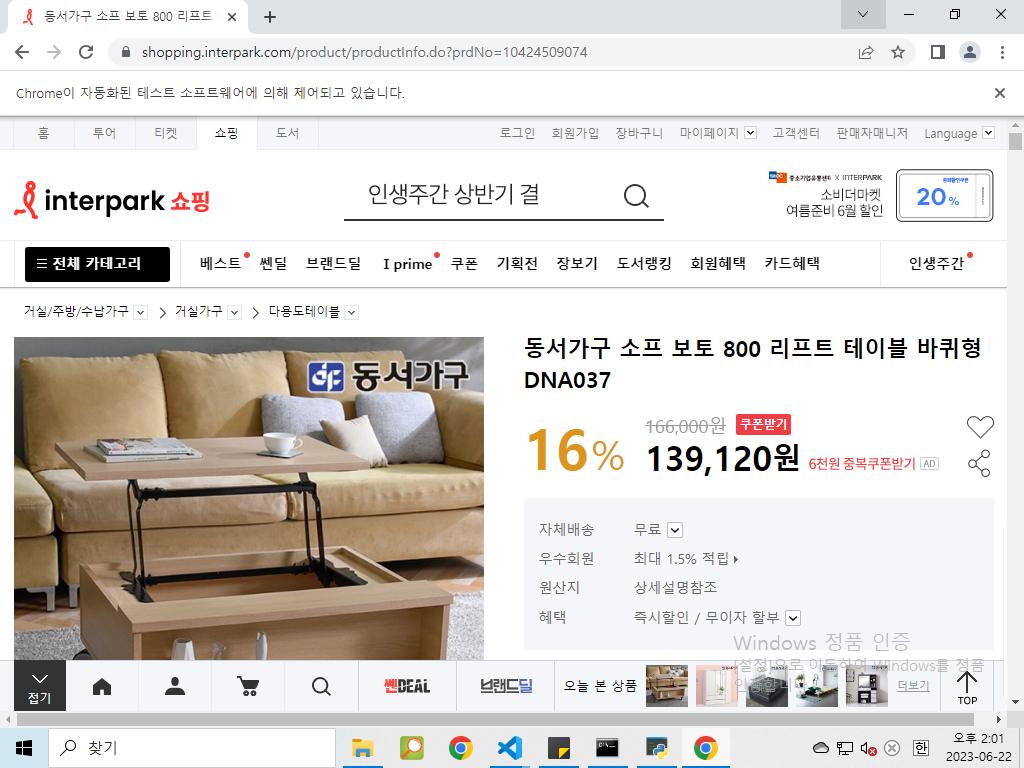 동서가구 소프 보토 800 리프트
shopping.interpark.com/product/productInfo.do?prdNo=10424509074
Chrome이 자동화된 테스트 소프트웨어에 의해 제어되고 있습니다.
홈 투어 티켓 쇼핑 도서 로그인 회원가입 장바구니 마이페이지 고객센터 판매자매니저 Language
interpark 쇼핑
인생주간 상반기 결
중소기업유통센터 X INTERPARK
소비더마켓
여름준비 6월 할인
중복할인쿠폰
20%
전체 카테고리 베스트 쎈딜 브랜드딜 I prime 쿠폰 기획전 장보기 도서랭킹 회원혜택 카드혜택 인생주간
거실/주방/수납가구 거실가구 다용도테이블
동서가구
동서가구 소프 보토 800 리프트 테이블 바퀴형
DNA037
16% 166,000원 쿠폰받기
139,120원 6천원 중복쿠폰받기 AD
자체배송 무료
우수회원 최대 1.5% 적립
원산지 상세설명참조
혜택 즉시할인 / 무이자 할부
Windows 정품 인증
[설정]으로 이동하여 Windows를 정품
인증합니다.
접기 쎈DEAL 브랜드딜 오늘 본 상품 더보기 TOP
찾기
한
오후 2:01
2023-06-22